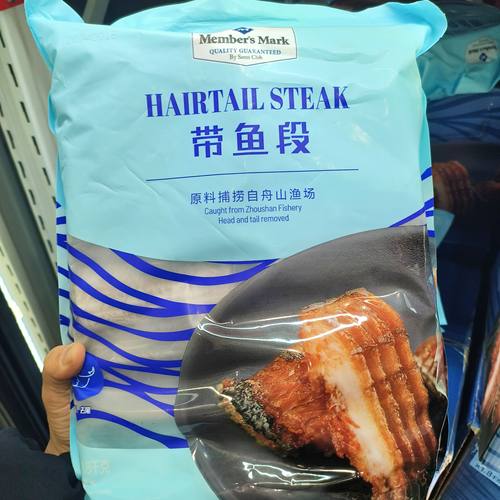 Member's Mark
QUALITY GUARANTEED
By Sam's Club
HAIRTAIL STEAK
带鱼段
原料捕捞自舟山渔场
Caught from Zhoushan Fishery
Head and tail removed